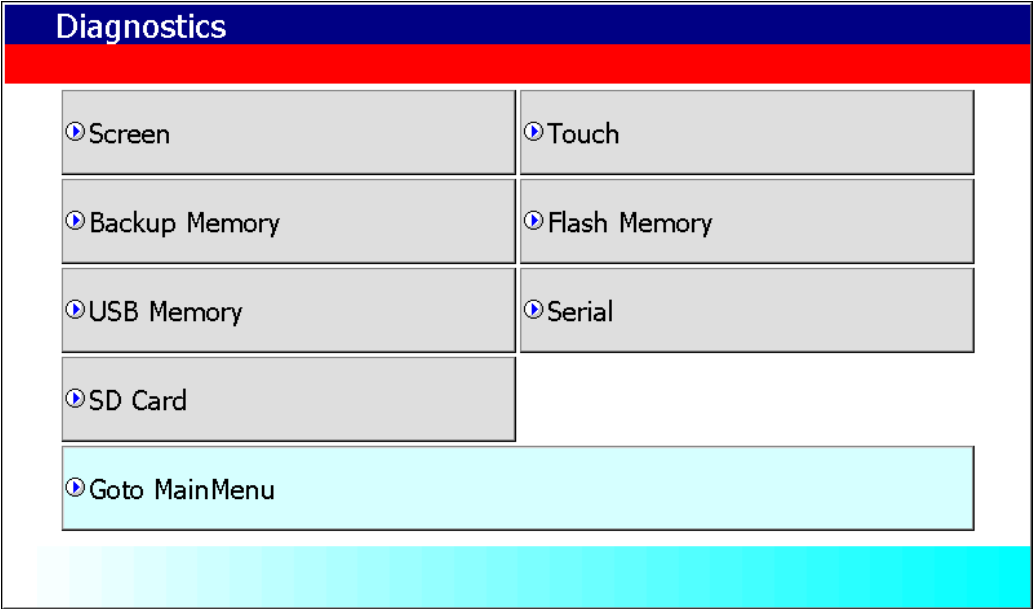 Diagnostics
Screen
Touch
Backup Memory
Flash Memory
USB Memory
Serial
SD Card
Goto MainMenu